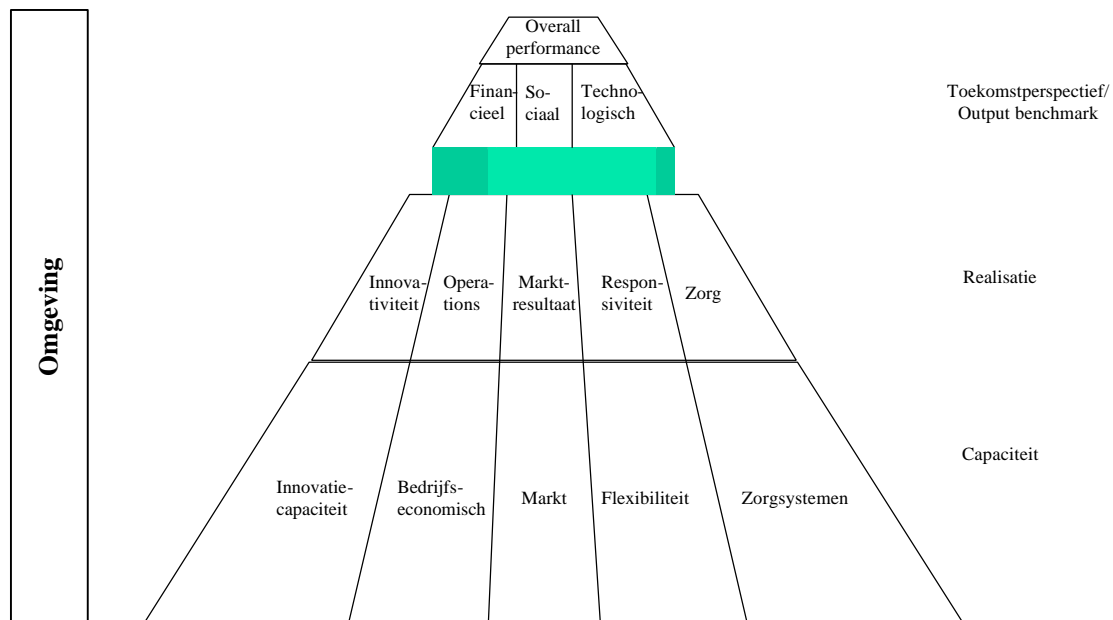 Overall
performance
Finan-
cieel
So-
ciaal
Techno-
logisch
Toekomstperspectief/
Output benchmark
Omgeving
Innova-
tiviteit
Opera-
tions
Markt-
resultaat
Respon-
siviteit
Zorg
Realisatie
Innovatie-
capaciteit
Bedrijfs-
economisch
Markt
Flexibiliteit
Zorgsystemen
Capaciteit